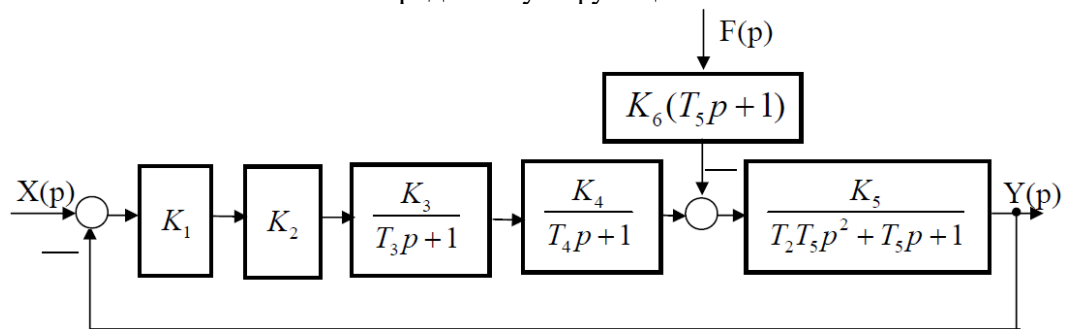 F(p)
K₆(T₅p + 1)
X(p)
K₁
K₂
K₃
T₃p + 1
K₄
T₄p + 1
K₅
T₂T₅p² + T₅p + 1
Y(p)